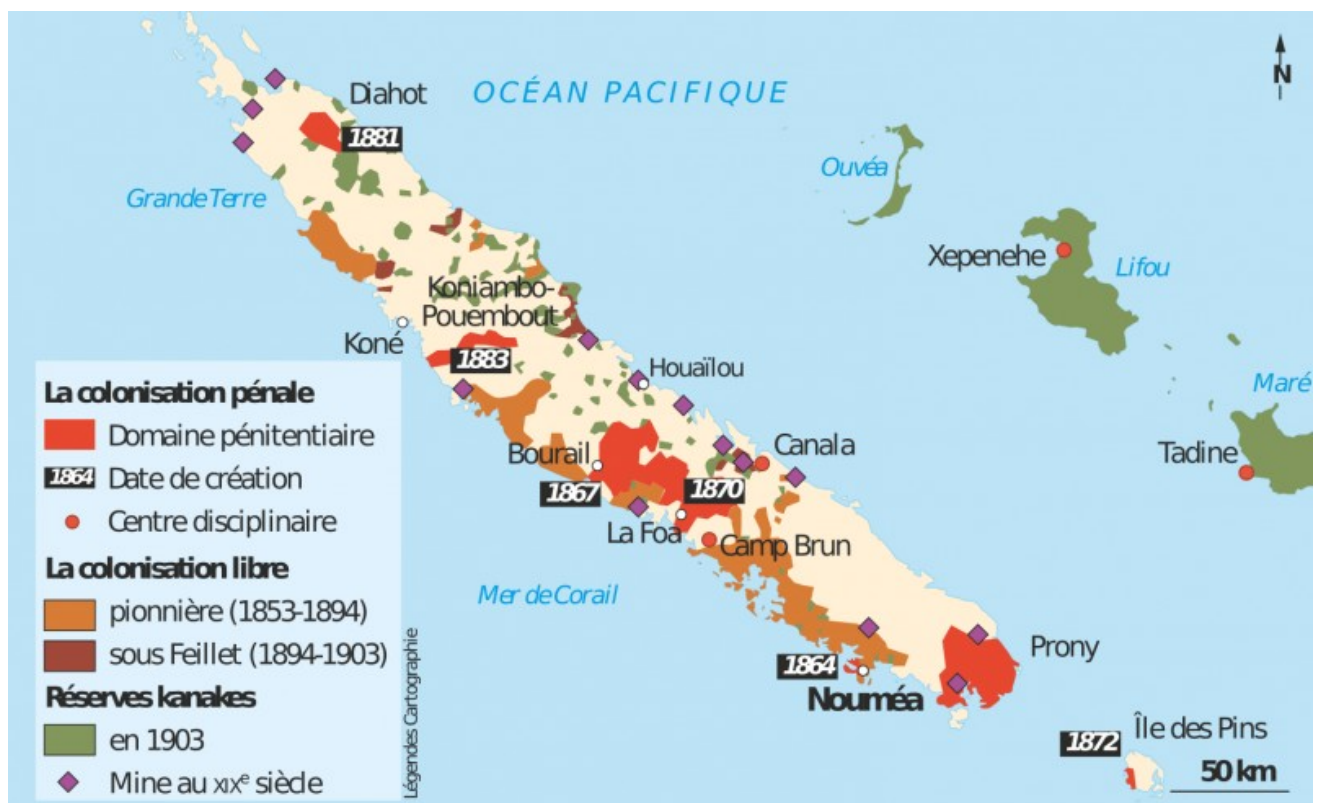 OCÉAN PACIFIQUE
N
Diahot
1881
Ouvéa
Grande Terre
Xepenehe
Lifou
Koniambo-
Pouembout
Koné
1883
Houaïlou
Maré
Bourail
Canala
Tadine
1867
1870
La Foa
Camp Brun
Mer de Corail
Prony
1864
Nouméa
Île des Pins
1872
50 km
La colonisation pénale
Domaine pénitentiaire
1864 Date de création
Centre disciplinaire
La colonisation libre
pionnière (1853-1894)
sous Feillet (1894-1903)
Réserves kanakes
en 1903
Mine au XIXe siècle
Légendes Cartographie